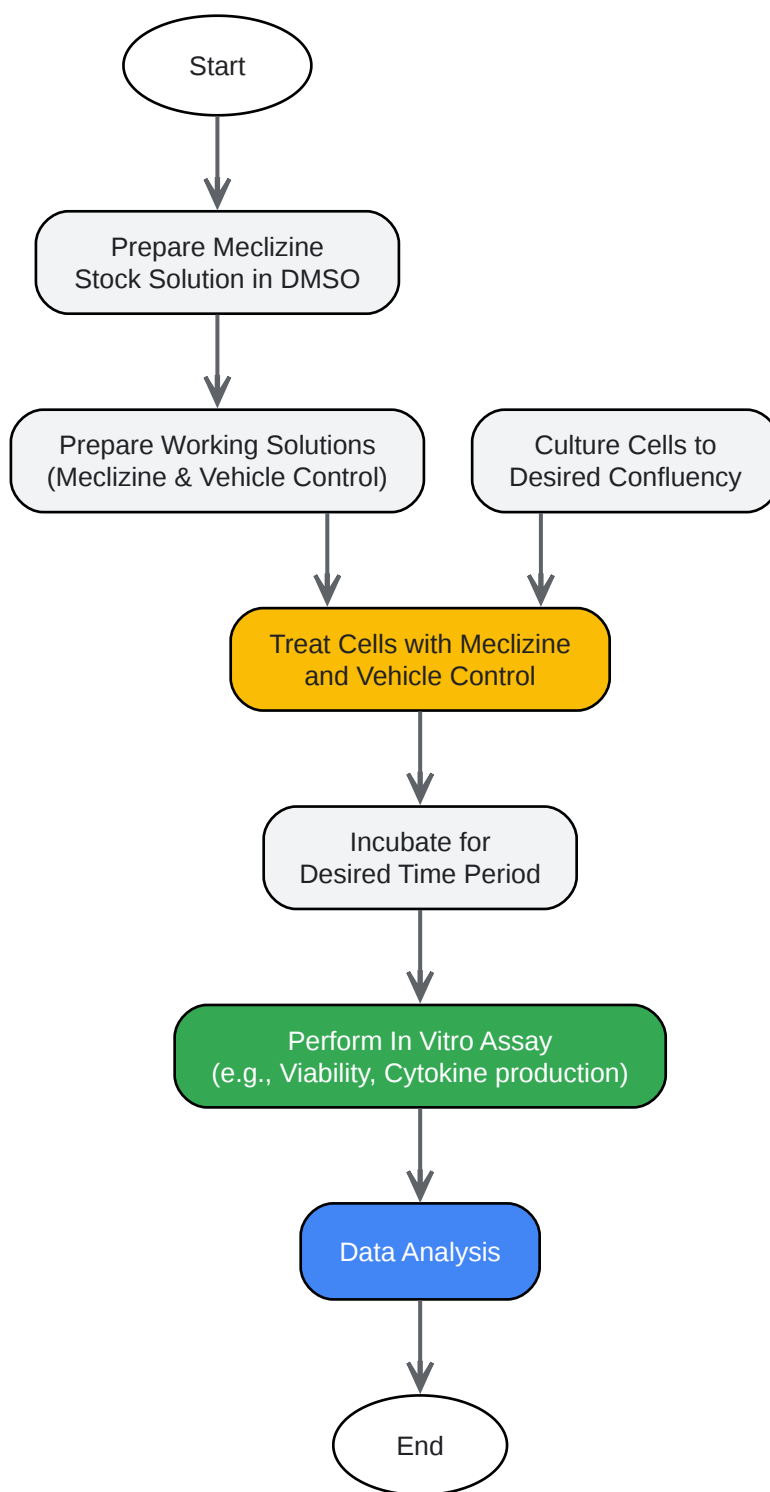 Start
Prepare Meclizine
Stock Solution in DMSO
Prepare Working Solutions
(Meclizine & Vehicle Control)
Culture Cells to
Desired Confluency
Treat Cells with Meclizine
and Vehicle Control
Incubate for
Desired Time Period
Perform In Vitro Assay
(e.g., Viability, Cytokine production)
Data Analysis
End